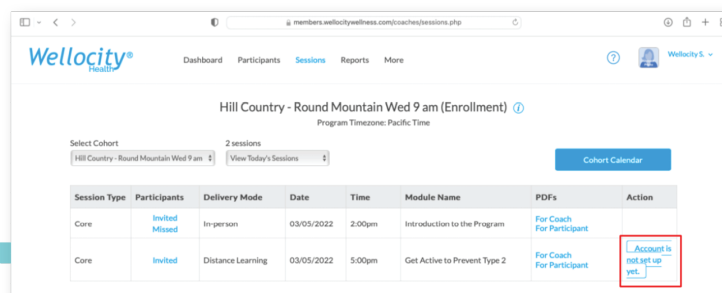 members.wellocitywellness.com/coaches/sessions.php
Wellocity®
Health
Dashboard Participants Sessions Reports More
?
Wellocity S.
Hill Country - Round Mountain Wed 9 am (Enrollment) i
Program Timezone: Pacific Time
Select Cohort
2 sessions
Hill Country - Round Mountain Wed 9 am
View Today's Sessions
Cohort Calendar
Session Type Participants Delivery Mode Date Time Module Name PDFs Action
Core Invited In-person 03/05/2022 2:00pm Introduction to the Program For Coach
Missed For Participant
Core Invited Distance Learning 03/05/2022 5:00pm Get Active to Prevent Type 2 For Coach Account is
For Participant not set up
yet.